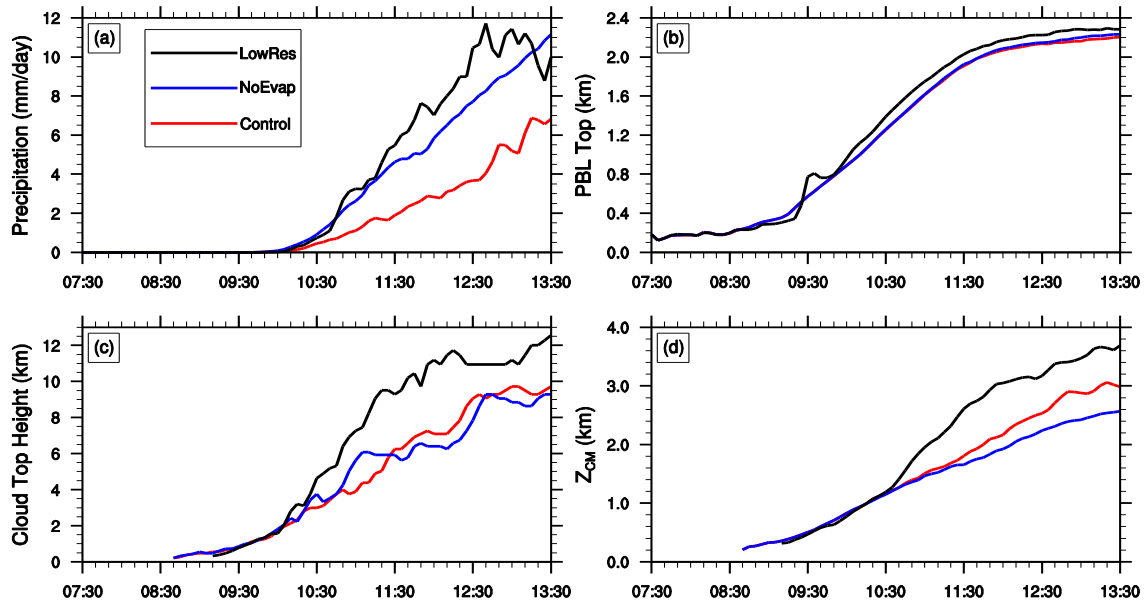 12
10
8
6
4
2
0
Precipitation (mm/day)
(a)
LowRes
NoEvap
Control
07:30 08:30 09:30 10:30 11:30 12:30 13:30
2.4
2.0
1.6
1.2
0.8
0.4
0.0
PBL Top (km)
(b)
07:30 08:30 09:30 10:30 11:30 12:30 13:30
12
10
8
6
4
2
0
Cloud Top Height (km)
(c)
07:30 08:30 09:30 10:30 11:30 12:30 13:30
4.0
3.0
2.0
1.0
0.0
Z_CM (km)
(d)
07:30 08:30 09:30 10:30 11:30 12:30 13:30